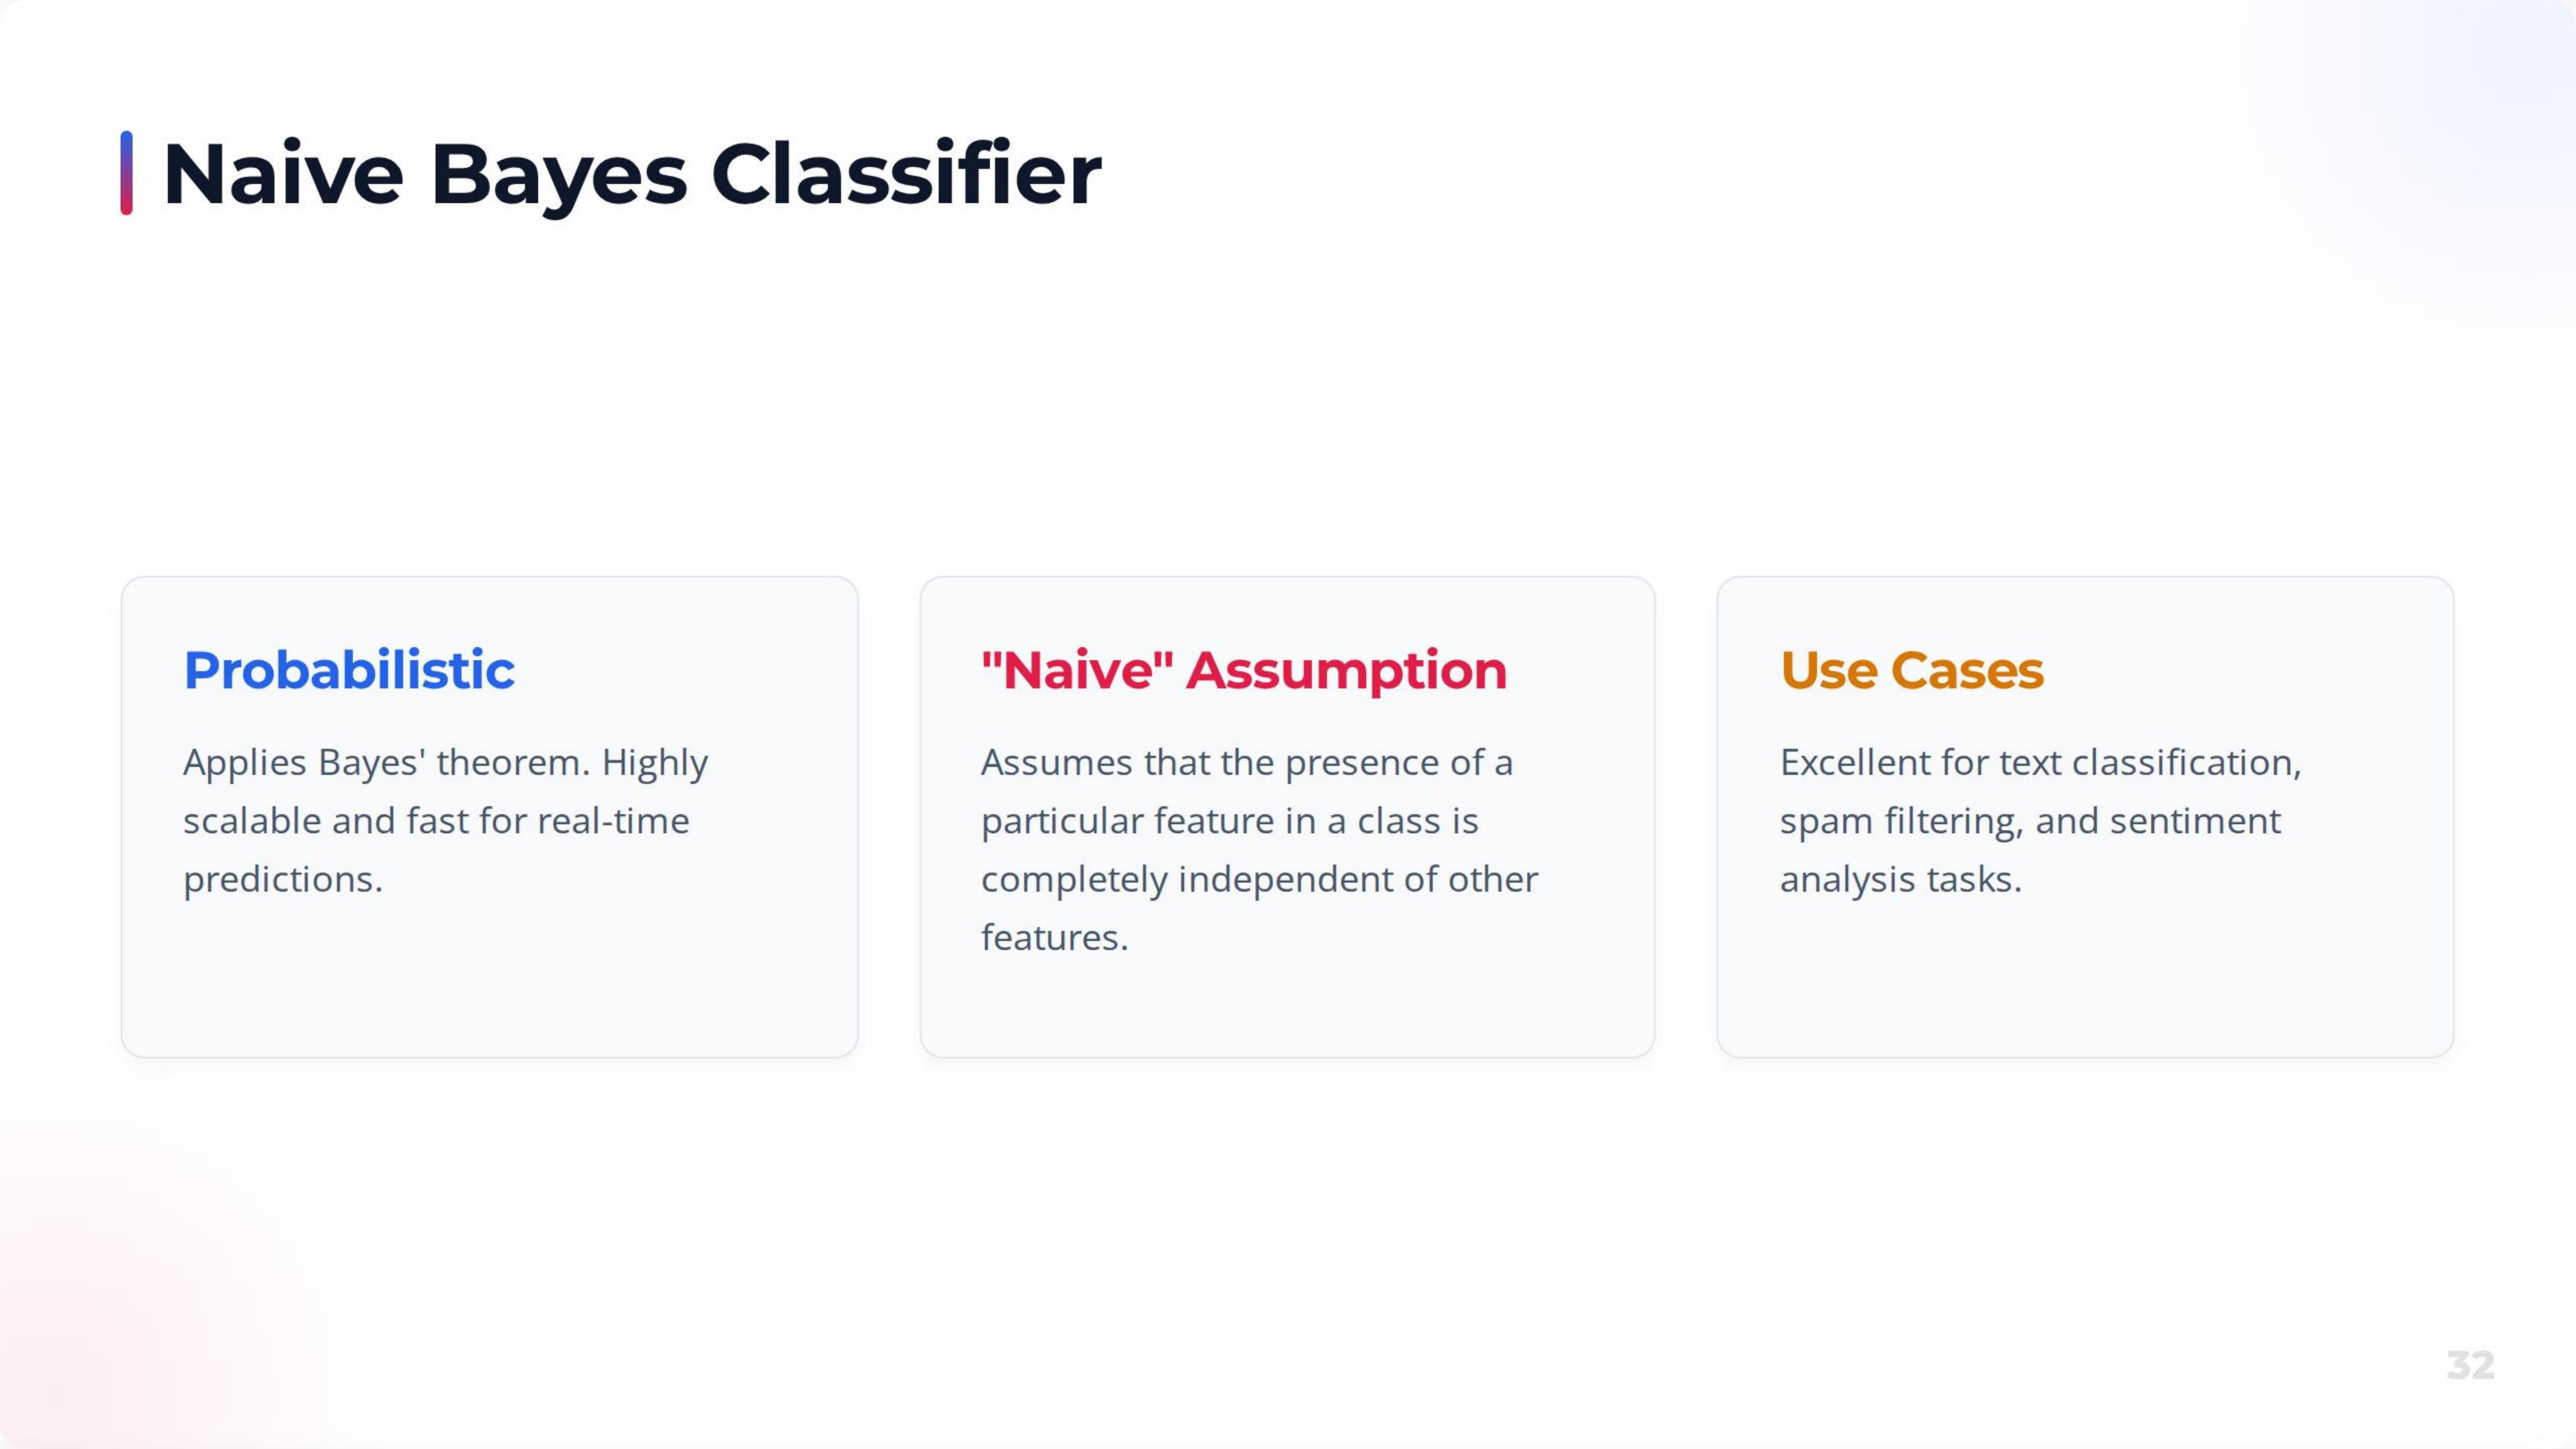 Naive Bayes Classifier
Probabilistic
Applies Bayes' theorem. Highly
scalable and fast for real-time
predictions.
"Naive" Assumption
Assumes that the presence of a
particular feature in a class is
completely independent of other
features.
Use Cases
Excellent for text classification,
spam filtering, and sentiment
analysis tasks.
32